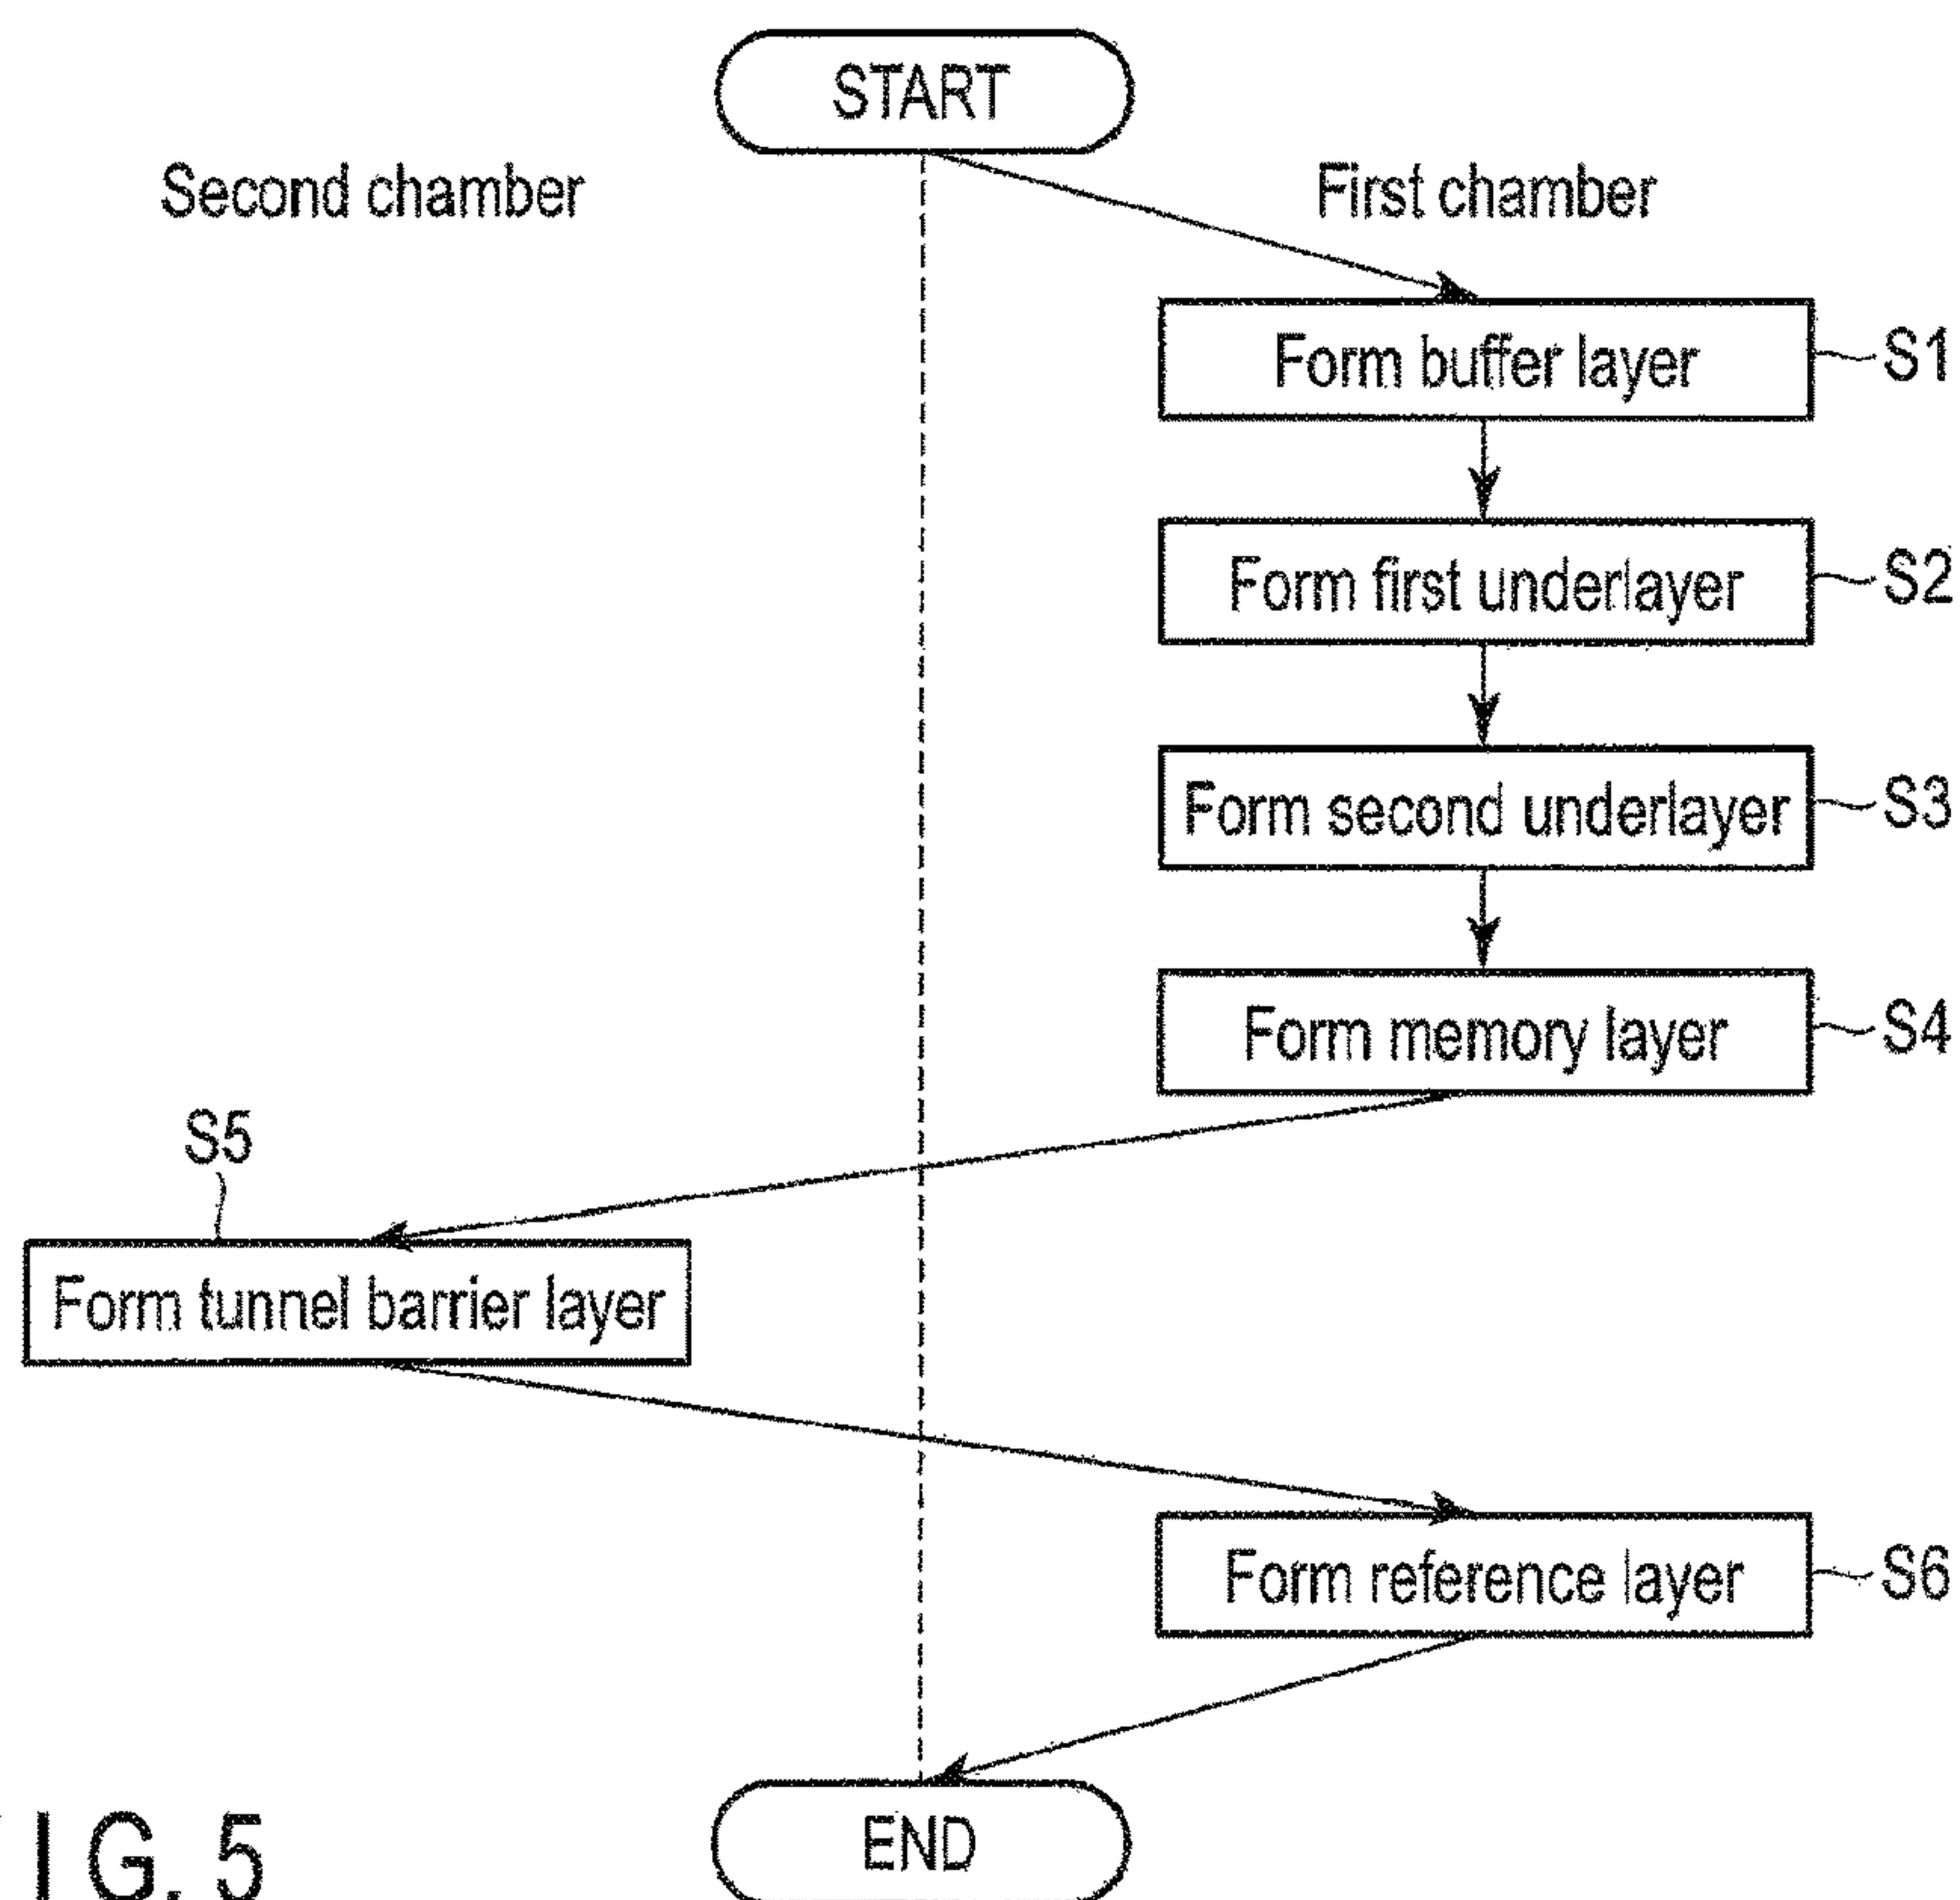 START
Second chamber
First chamber
Form buffer layer
S1
Form first underlayer
S2
Form second underlayer
S3
Form memory layer
S4
S5
Form tunnel barrier layer
Form reference layer
S6
END
I G. 5